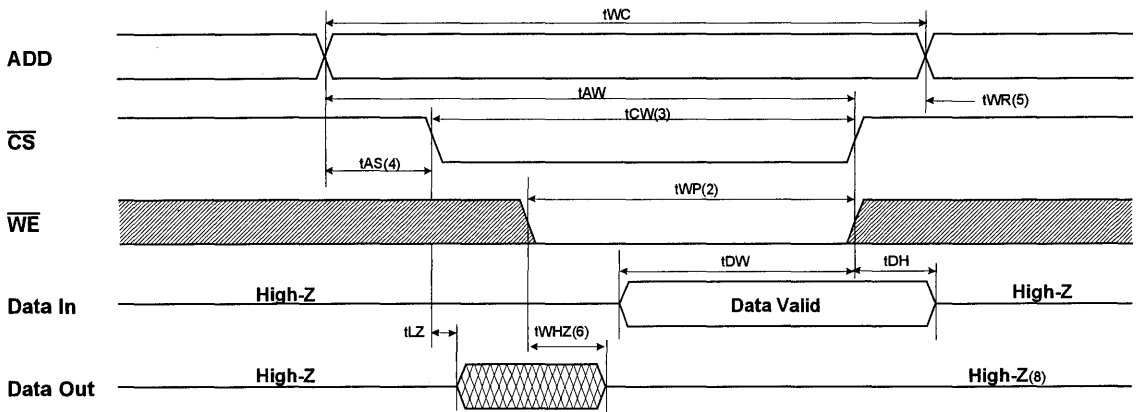 tWC
ADD
tAW
tWR(5)
tCW(3)
CS
tAS(4)
tWP(2)
WE
tDW
tDH
Data In
High-Z
Data Valid
High-Z
tLZ
tWHZ(6)
Data Out
High-Z
High-Z(8)